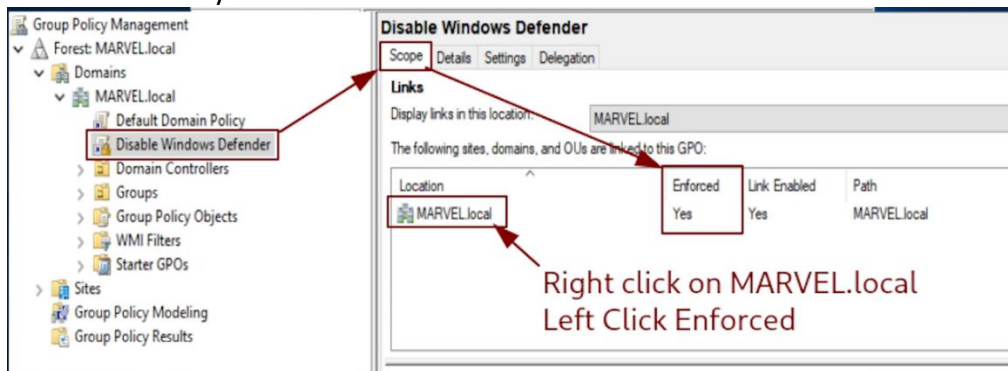 Group Policy Management
Forest: MARVEL.local
Domains
MARVEL.local
Default Domain Policy
Disable Windows Defender
Domain Controllers
Groups
Group Policy Objects
WMI Filters
Starter GPOs
Sites
Group Policy Modeling
Group Policy Results
Disable Windows Defender
Scope Details Settings Delegation
Links
Display links in this location: MARVEL.local
The following sites, domains, and OUs are linked to this GPO:
Location Enforced Link Enabled Path
MARVEL.local Yes Yes MARVEL.local
Right click on MARVEL.local
Left Click Enforced